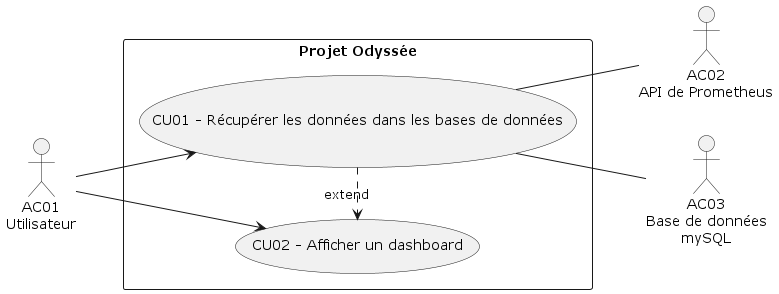 Projet Odyssée
AC02
API de Prometheus
CU01 - Récupérer les données dans les bases de données
AC01
Utilisateur
extend
AC03
Base de données
mySQL
CU02 - Afficher un dashboard